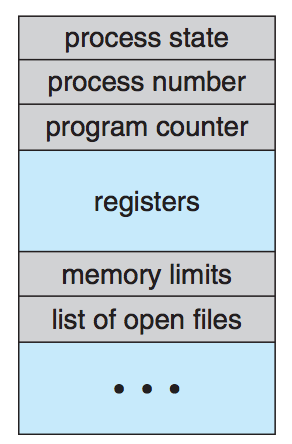 process state
process number
program counter
registers
memory limits
list of open files
• • •